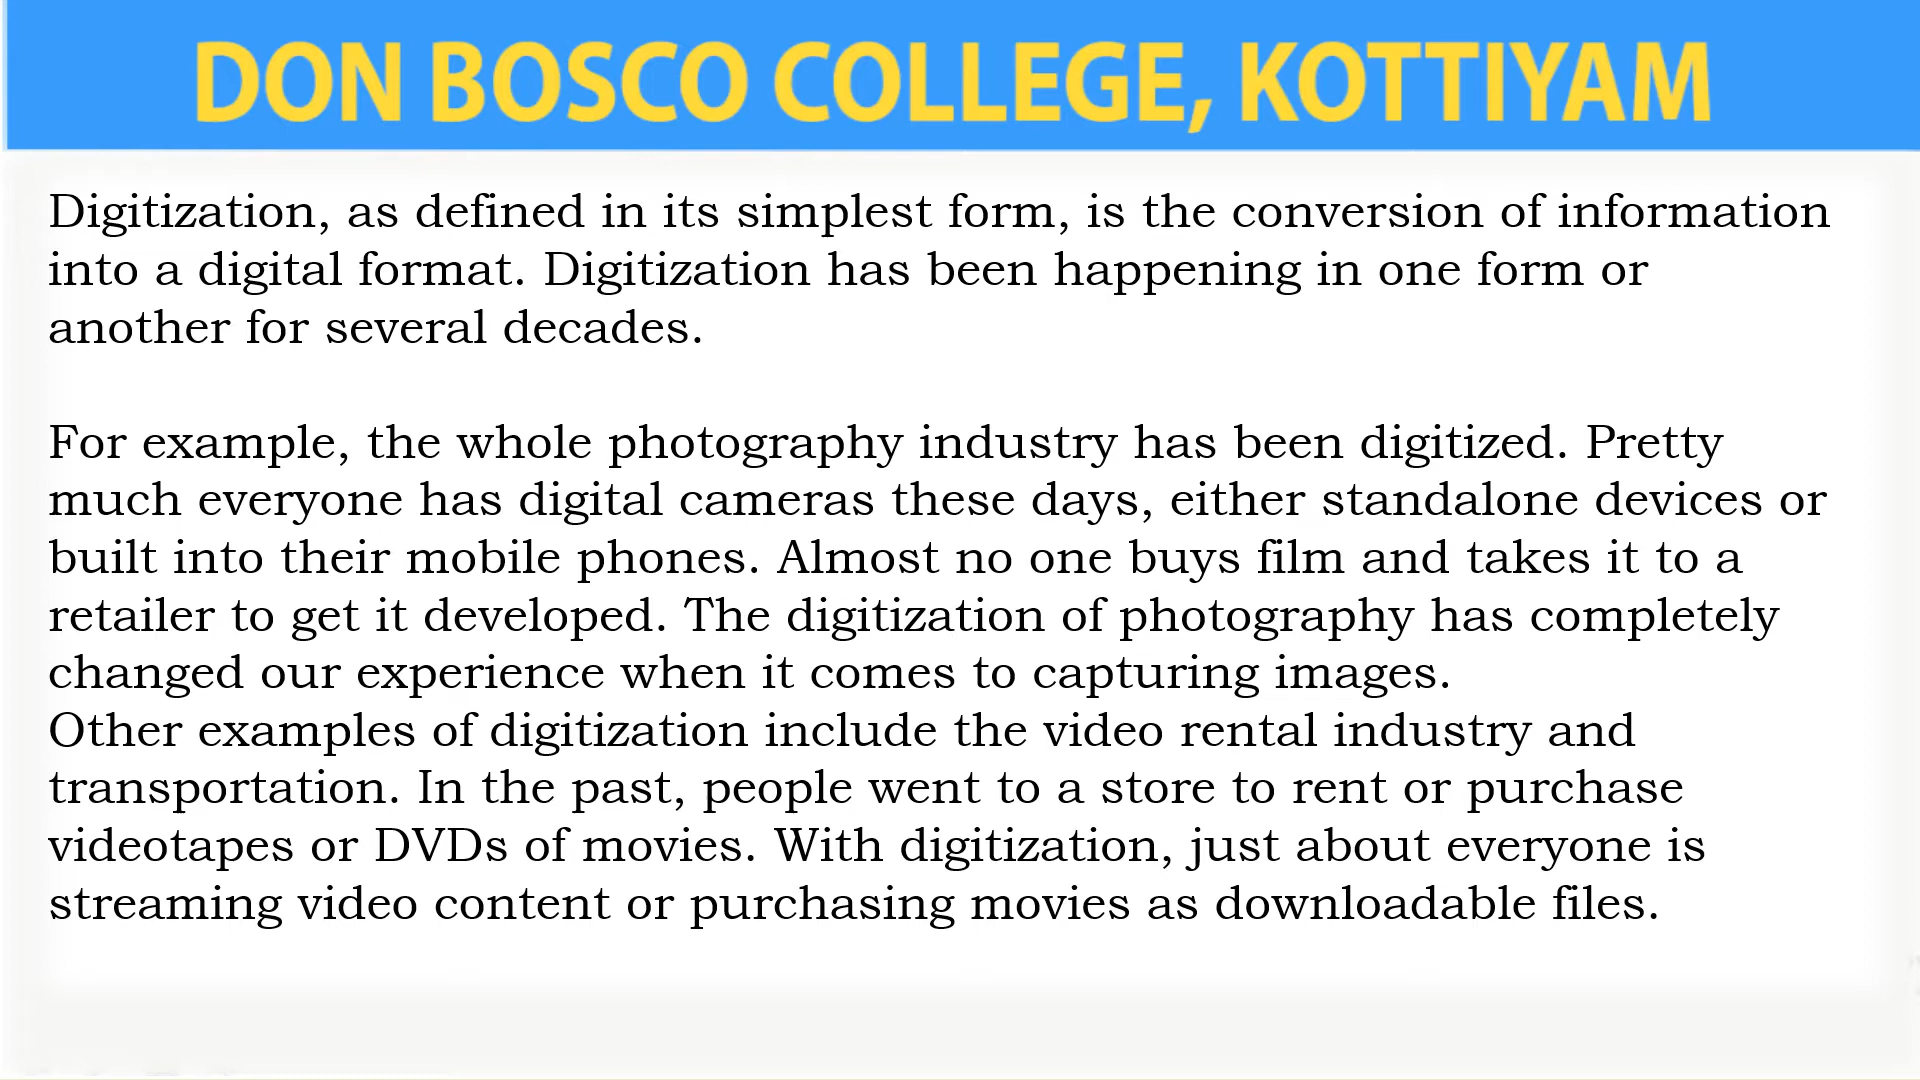 DON BOSCO COLLEGE, KOTTIYAM
Digitization, as defined in its simplest form, is the conversion of information
into a digital format. Digitization has been happening in one form or
another for several decades.
For example, the whole photography industry has been digitized. Pretty
much everyone has digital cameras these days, either standalone devices or
built into their mobile phones. Almost no one buys film and takes it to a
retailer to get it developed. The digitization of photography has completely
changed our experience when it comes to capturing images.
Other examples of digitization include the video rental industry and
transportation. In the past, people went to a store to rent or purchase
videotapes or DVDs of movies. With digitization, just about everyone is
streaming video content or purchasing movies as downloadable files.